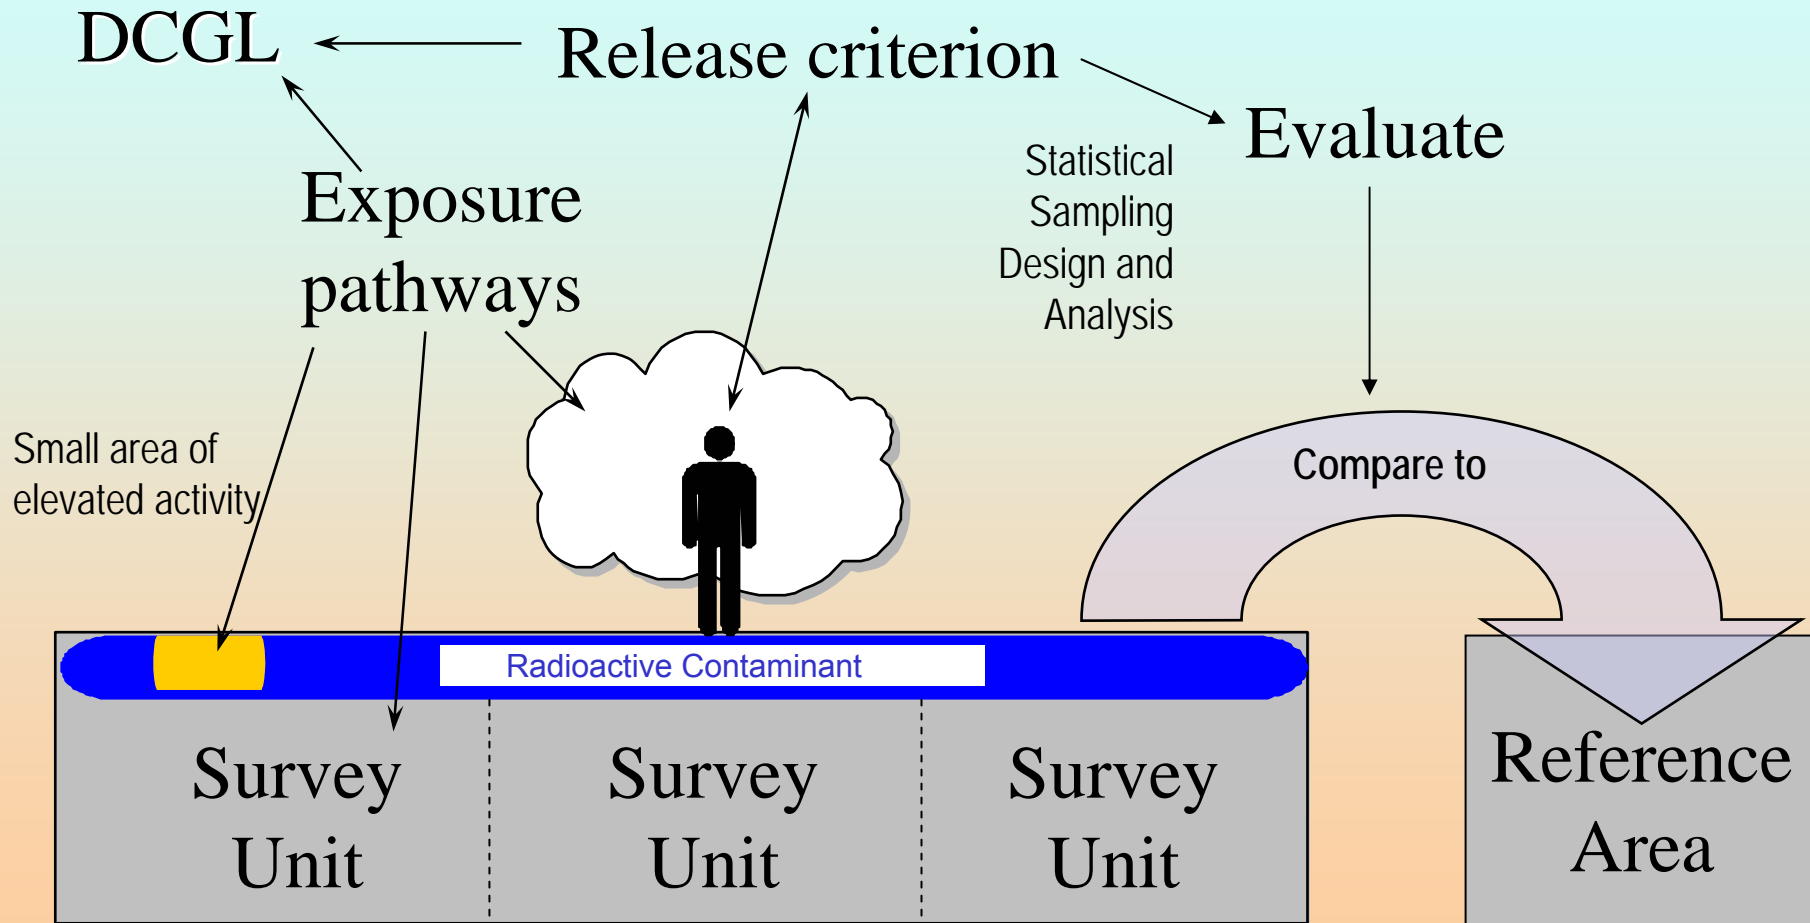 DCGL
Release criterion
Evaluate
Exposure
pathways
Statistical
Sampling
Design and
Analysis
Small area of
elevated activity
Compare to
Radioactive Contaminant
Survey
Unit
Survey
Unit
Survey
Unit
Reference
Area